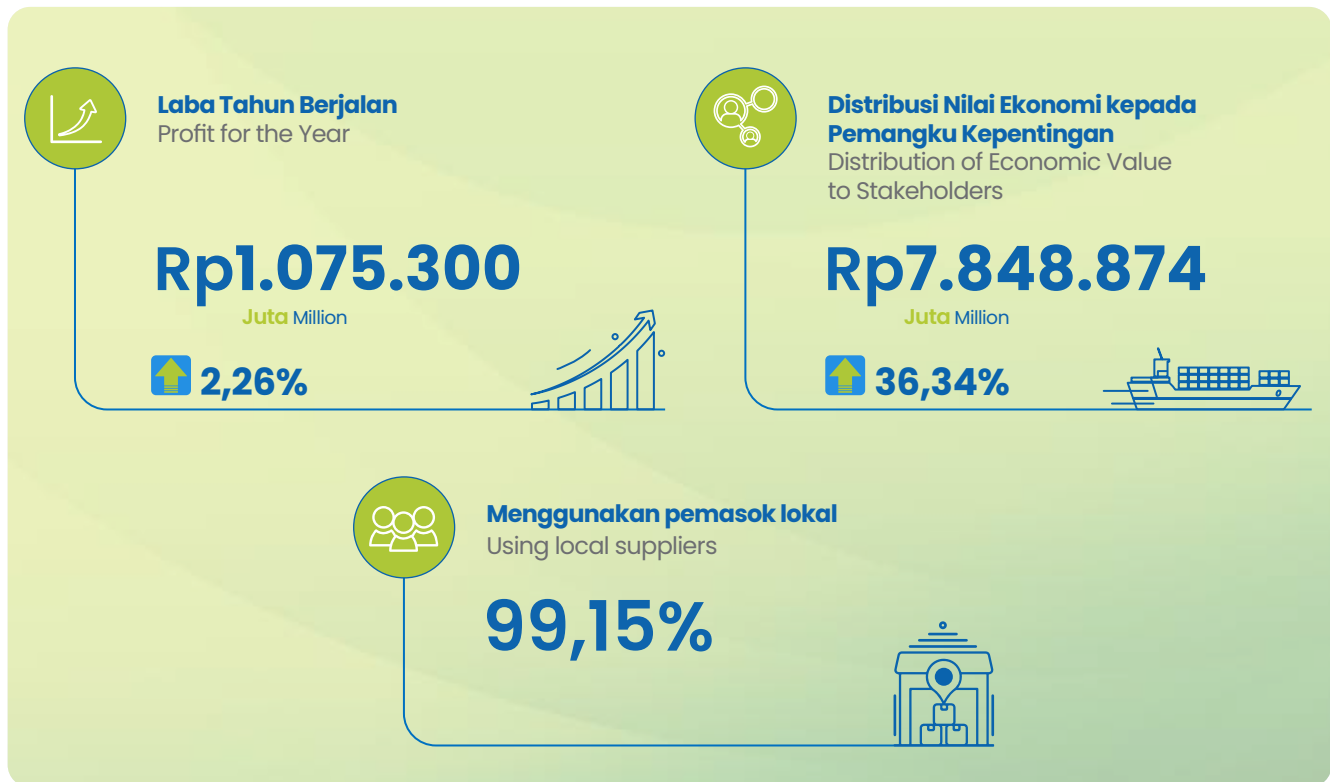 Laba Tahun Berjalan
Profit for the Year
Rp1.075.300
Juta Million
2,26%
Distribusi Nilai Ekonomi kepada
Pemangku Kepentingan
Distribution of Economic Value
to Stakeholders
Rp7.848.874
Juta Million
36,34%
Menggunakan pemasok lokal
Using local suppliers
99,15%